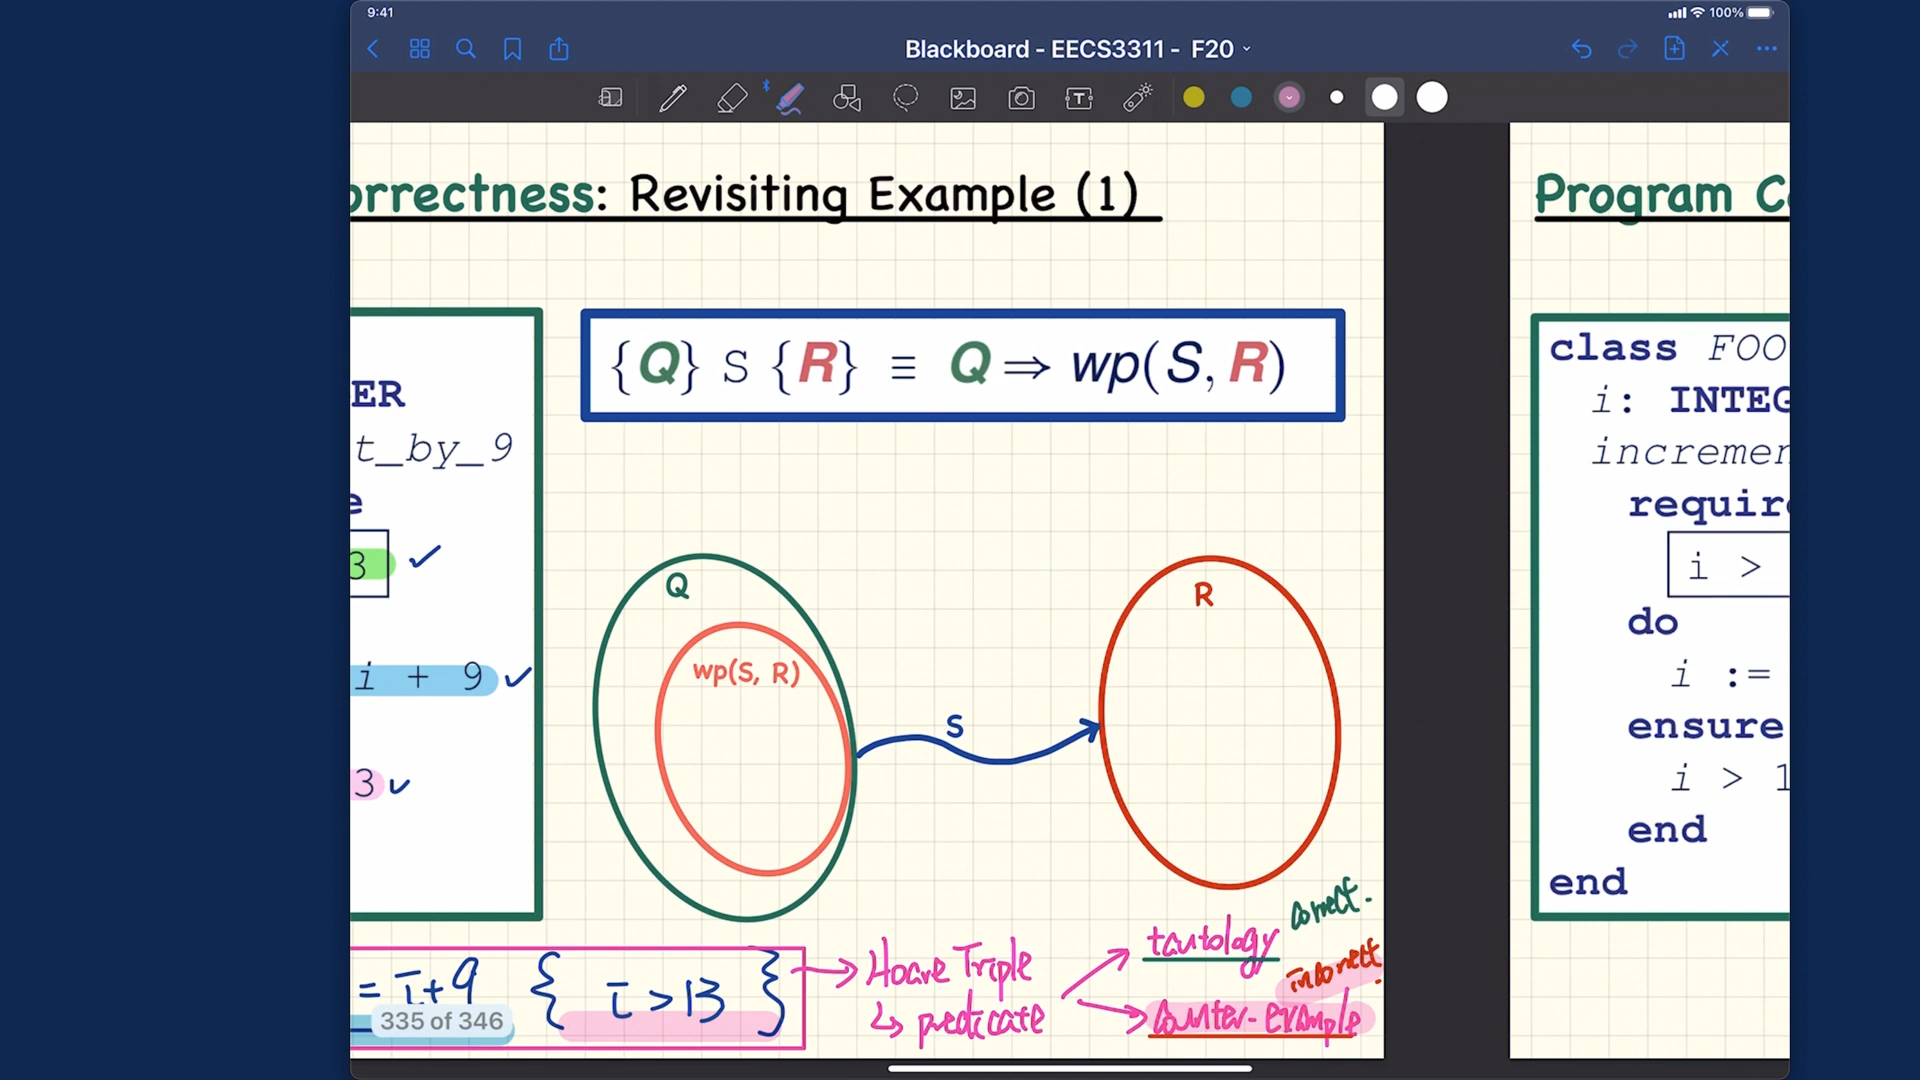 9:41
100%
Blackboard - EECS3311 - F20
orrectness: Revisiting Example (1)
Program C
{Q} S {R} ≡ Q ⇒ wp(S, R)
ER
t_by_9
e
3
i + 9
3
Q
wp(S, R)
S
R
class FOO
i: INTEG
incremen
require
i >
do
i :=
ensure
i > 1
end
end
= i+9 { i > 13 }
335 of 346
Hoare Triple
↳ predicate
tautology correct.
incorrect.
counter-example